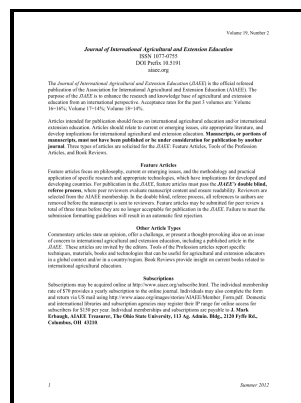 Volume 19, Number 2
Journal of International Agricultural and Extension Education
ISSN 1077-0755
DOI Prefix 10.5191
aiaee.org
The Journal of International Agricultural and Extension Education (JIAEE) is the official refereed
publication of the Association for International Agricultural and Extension Education (AIAEE). The
purpose of the JIAEE is to enhance the research and knowledge base of agricultural and extension
education from an international perspective. Acceptance rates for the past 3 volumes are: Volume
16=16%; Volume 17=14%; Volume 18=14%.
Articles intended for publication should focus on international agricultural education and/or international
extension education. Articles should relate to current or emerging issues, cite appropriate literature, and
develop implications for international agricultural and extension education. Manuscripts, or portions of
manuscripts, must not have been published or be under consideration for publication by another
journal. Three types of articles are solicited for the JIAEE: Feature Articles, Tools of the Profession
Articles, and Book Reviews.
Feature Articles
Feature articles focus on philosophy, current or emerging issues, and the methodology and practical
application of specific research and appropriate technologies, which have implications for developed and
developing countries. For publication in the JIAEE, feature articles must pass the JIAEE's double blind,
referee process, where peer reviewers evaluate manuscript content and ensure readability. Reviewers are
selected from the AIAEE membership. In the double blind, referee process, all references to authors are
removed before the manuscript is sent to reviewers. Feature articles may be submitted for peer review a
total of three times before they are no longer acceptable for publication in the JIAEE. Failure to meet the
submission formatting guidelines will result in an automatic first rejection.
Other Article Types
Commentary articles state an opinion, offer a challenge, or present a thought-provoking idea on an issue
of concern to international agricultural and extension education, including a published article in the
JIAEE. These articles are invited by the editors. Tools of the Profession articles report specific
techniques, materials, books and technologies that can be useful for agricultural and extension educators
in a global context and/or in a country/region. Book Reviews provide insight on current books related to
international agricultural education.
Subscriptions
Subscriptions may be acquired online at http://www.aiaee.org/subscribe.html. The individual membership
rate of $70 provides a yearly subscription to the online journal. Individuals may also complete the form
and return via US mail using http://www.aiaee.org/images/stories/AIAEE/Member_Form.pdf. Domestic
and international libraries and subscription agencies may register their IP range for online access for
subscribers for $150 per year. Individual memberships and subscriptions are payable to J. Mark
Erbaugh, AIAEE Treasurer, The Ohio State University, 113 Ag. Admin. Bldg., 2120 Fyffe Rd.,
Columbus, OH 43210.
1
Summer 2012